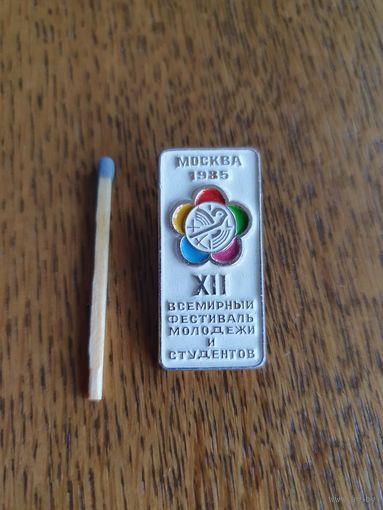 МОСКВА
1985
XII
ВСЕМИРНЫЙ
ФЕСТИВАЛЬ
МОЛОДЕЖИ
И
СТУДЕНТОВ